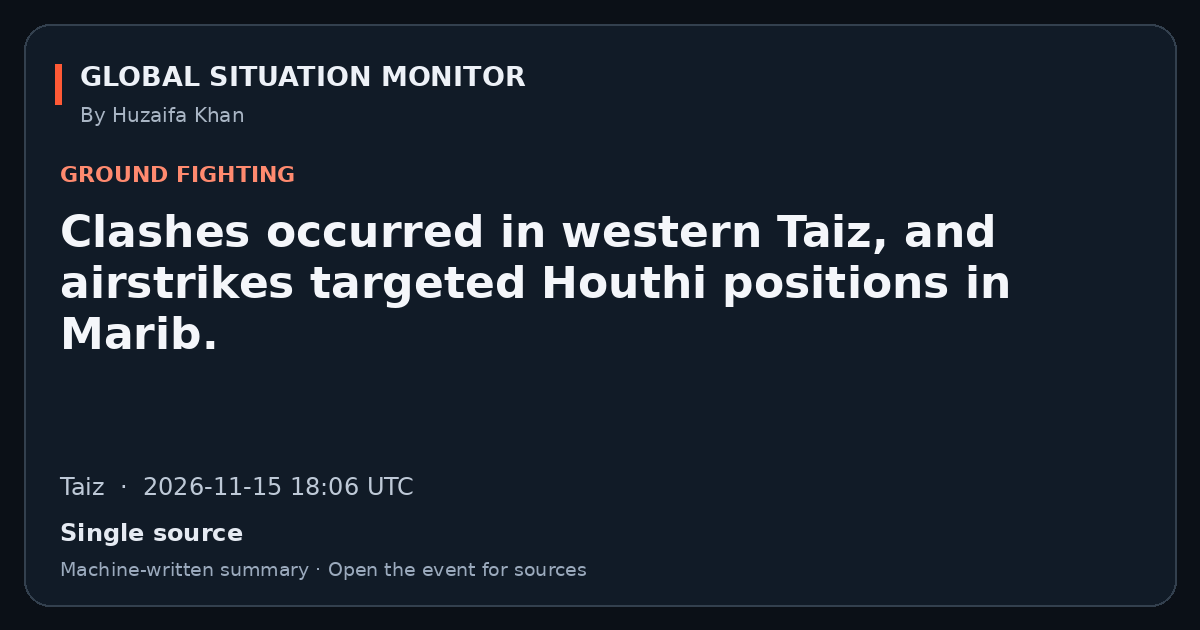 GLOBAL SITUATION MONITOR
By Huzaifa Khan
GROUND FIGHTING
Clashes occurred in western Taiz, and
airstrikes targeted Houthi positions in
Marib.
Taiz · 2026-11-15 18:06 UTC
Single source
Machine-written summary · Open the event for sources